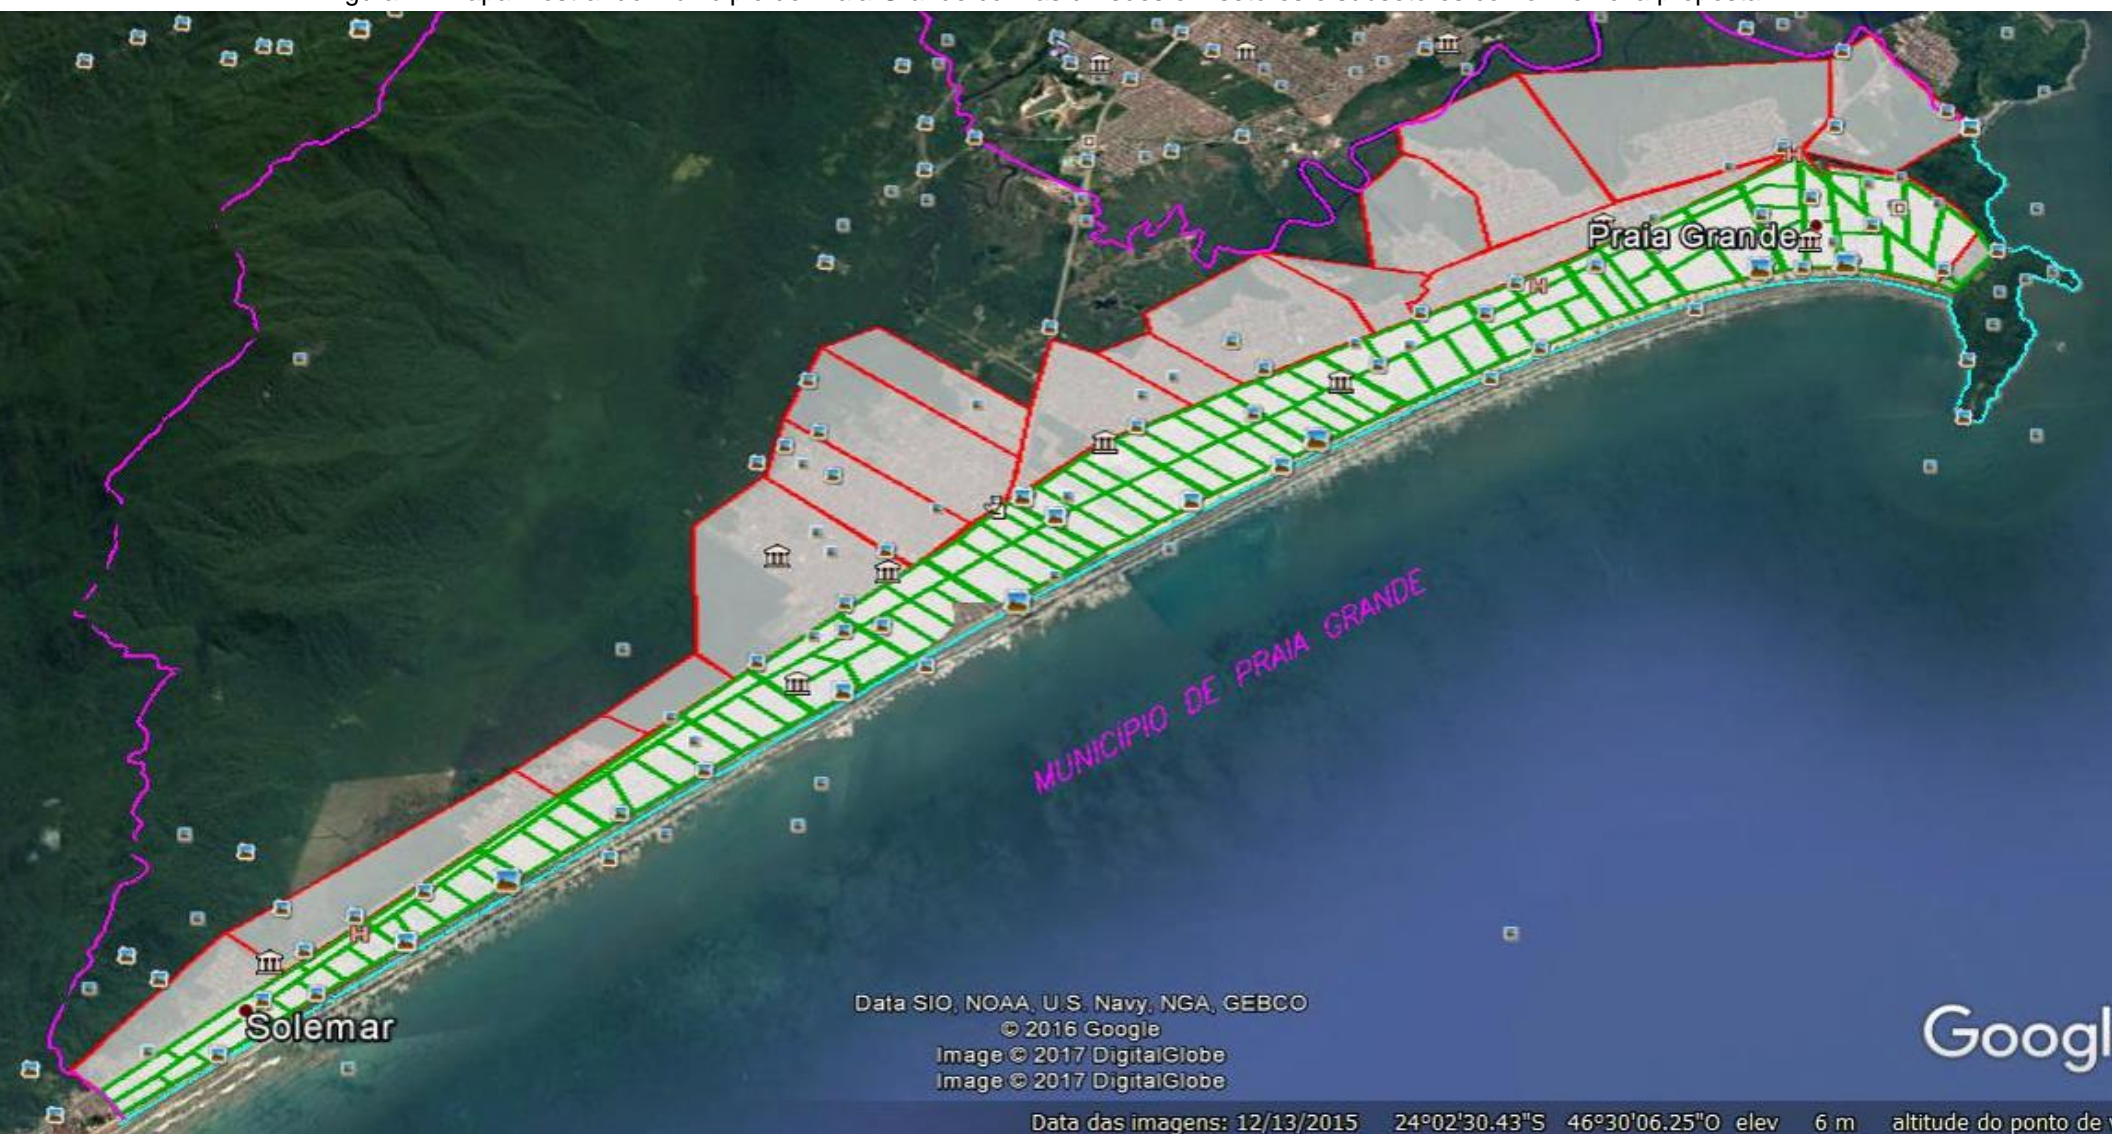 Praia Grande
MUNICÍPIO DE PRAIA GRANDE
Solemar
Data SIO, NOAA, U.S. Navy, NGA, GEBCO
© 2016 Google
Image © 2017 DigitalGlobe
Image © 2017 DigitalGlobe
Googl
Data das imagens: 12/13/2015 24°02'30.43"S 46°30'06.25"O elev 6 m altitude do ponto de v